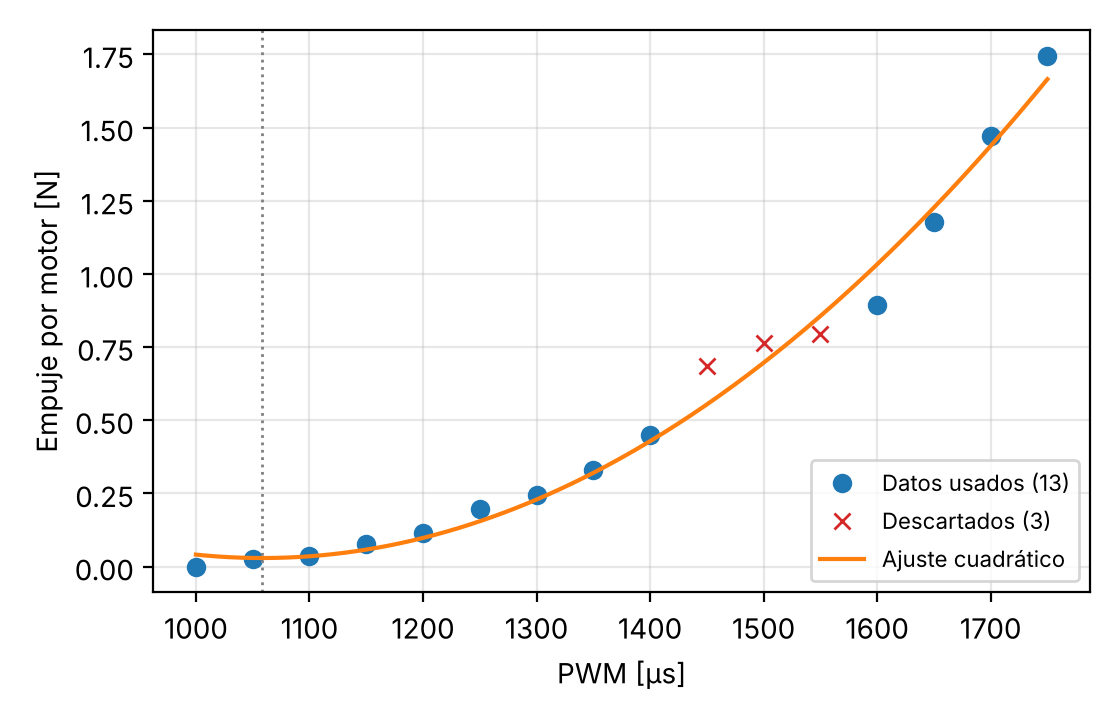 Empuje por motor [N]
1.75
1.50
1.25
1.00
0.75
0.50
0.25
0.00
Datos usados (13)
Descartados (3)
Ajuste cuadrático
1000 1100 1200 1300 1400 1500 1600 1700
PWM [µs]